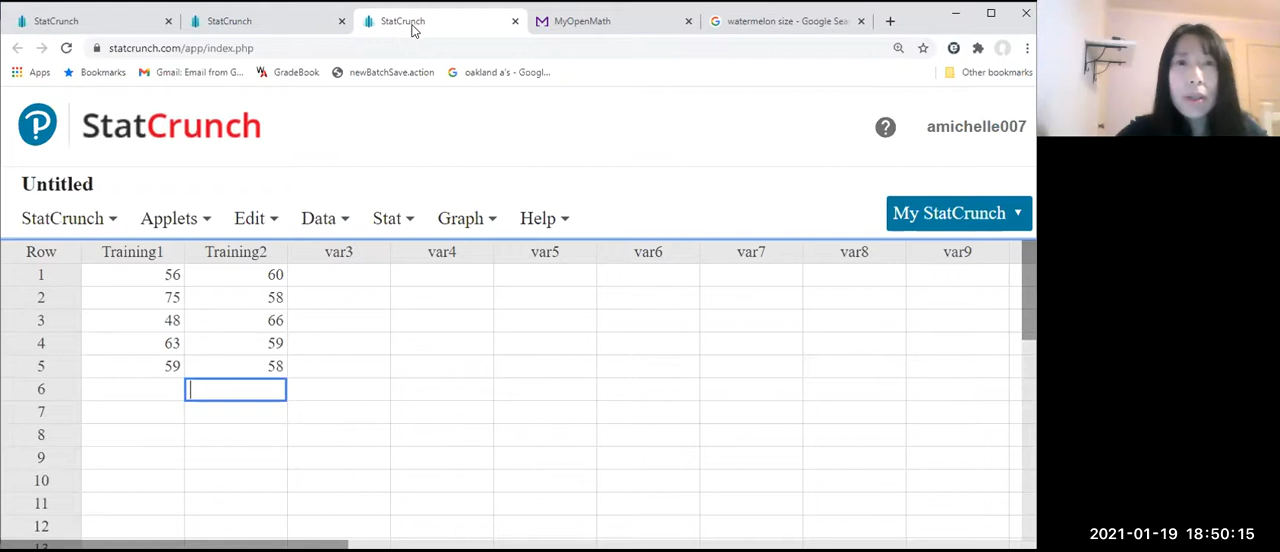 StatCrunch StatCrunch StatCrunch MyOpenMath watermelon size - Google Sea
statcrunch.com/app/index.php
Apps Bookmarks Gmail: Email from G... GradeBook newBatchSave.action oakland a's - Googl... Other bookmarks
StatCrunch
amichelle007
Untitled
StatCrunch Applets Edit Data Stat Graph Help My StatCrunch
Row Training1 Training2 var3 var4 var5 var6 var7 var8 var9
1 56 60
2 75 58
3 48 66
4 63 59
5 59 58
6
7
8
9
10
11
12
13
2021-01-19 18:50:15